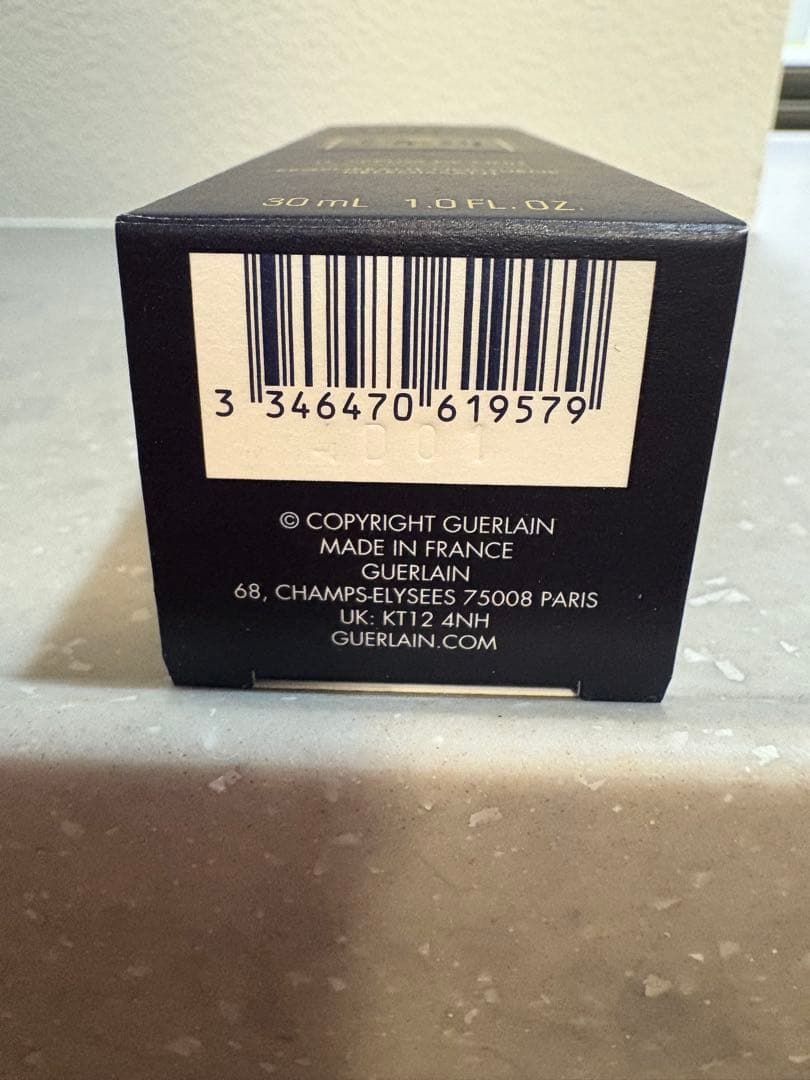 30 mL 1.0 FL. OZ.
3 346470 619579
© COPYRIGHT GUERLAIN
MADE IN FRANCE
GUERLAIN
68, CHAMPS-ELYSEES 75008 PARIS
UK: KT12 4NH
GUERLAIN.COM